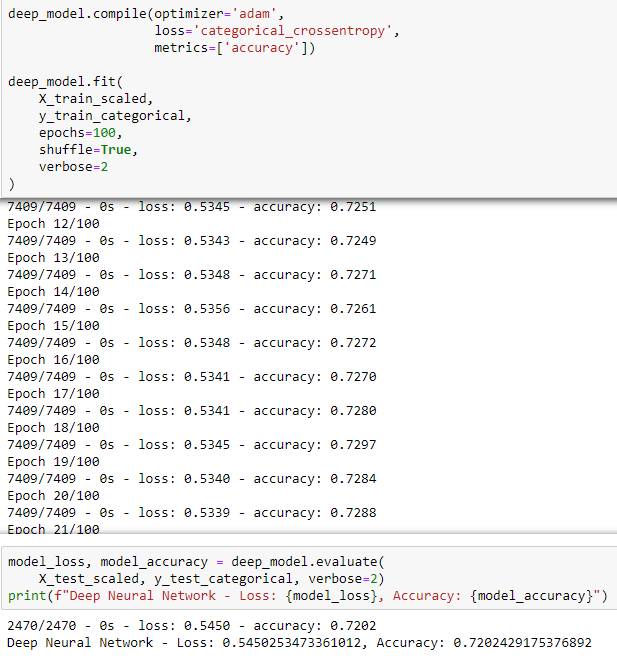 deep_model.compile(optimizer='adam',
                   loss='categorical_crossentropy',
                   metrics=['accuracy'])
deep_model.fit(
    X_train_scaled,
    y_train_categorical,
    epochs=100,
    shuffle=True,
    verbose=2
)
7409/7409 - 0s - loss: 0.5345 - accuracy: 0.7251
Epoch 12/100
7409/7409 - 0s - loss: 0.5343 - accuracy: 0.7249
Epoch 13/100
7409/7409 - 0s - loss: 0.5348 - accuracy: 0.7271
Epoch 14/100
7409/7409 - 0s - loss: 0.5356 - accuracy: 0.7261
Epoch 15/100
7409/7409 - 0s - loss: 0.5348 - accuracy: 0.7272
Epoch 16/100
7409/7409 - 0s - loss: 0.5341 - accuracy: 0.7270
Epoch 17/100
7409/7409 - 0s - loss: 0.5341 - accuracy: 0.7280
Epoch 18/100
7409/7409 - 0s - loss: 0.5345 - accuracy: 0.7297
Epoch 19/100
7409/7409 - 0s - loss: 0.5340 - accuracy: 0.7284
Epoch 20/100
7409/7409 - 0s - loss: 0.5339 - accuracy: 0.7288
Epoch 21/100
model_loss, model_accuracy = deep_model.evaluate(
    X_test_scaled, y_test_categorical, verbose=2)
print(f"Deep Neural Network - Loss: {model_loss}, Accuracy: {model_accuracy}")
2470/2470 - 0s - loss: 0.5450 - accuracy: 0.7202
Deep Neural Network - Loss: 0.5450253473361012, Accuracy: 0.7202429175376892